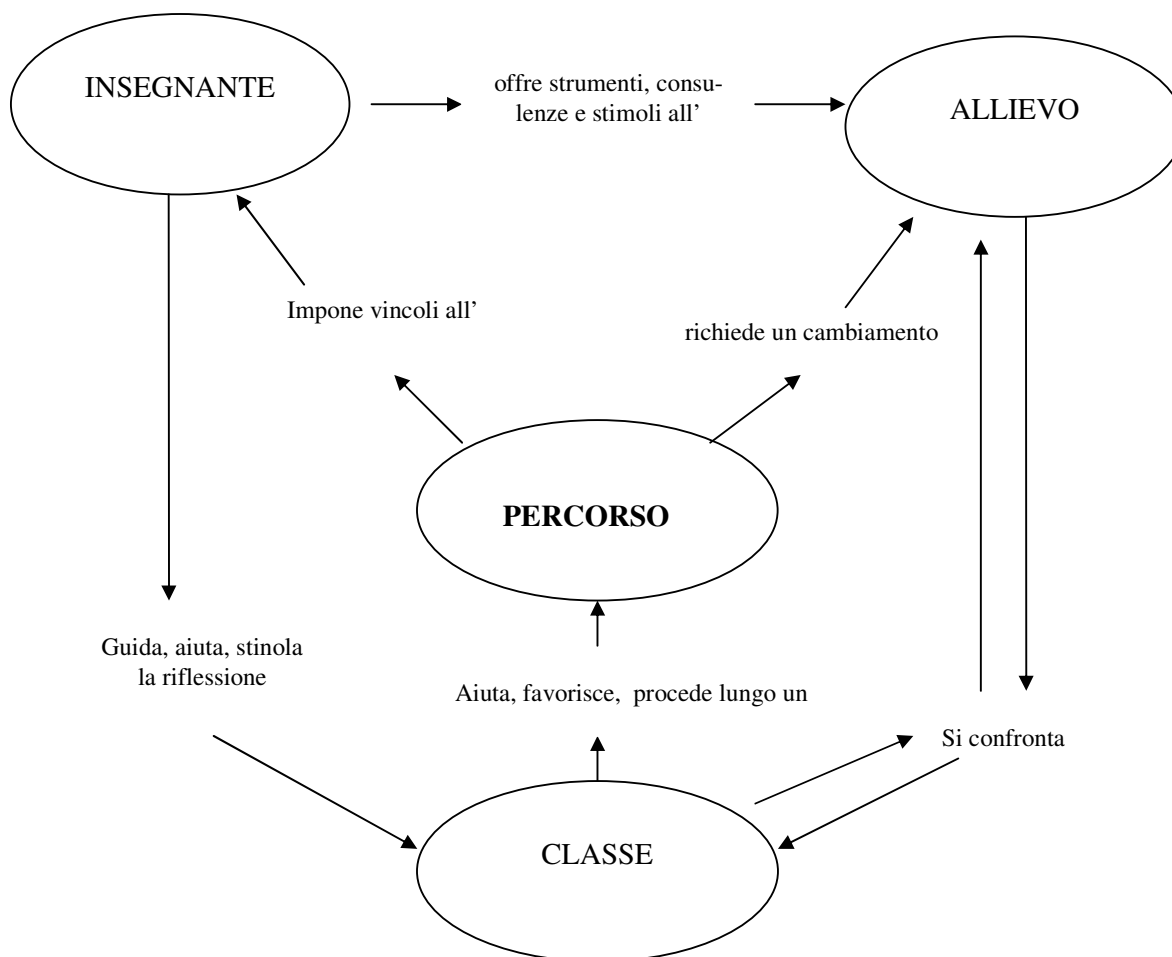 INSEGNANTE
offre strumenti, consu-
lenze e stimoli all’
ALLIEVO
Impone vincoli all’
richiede un cambiamento
PERCORSO
Guida, aiuta, stinola
la riflessione
Aiuta, favorisce, procede lungo un
Si confronta
CLASSE